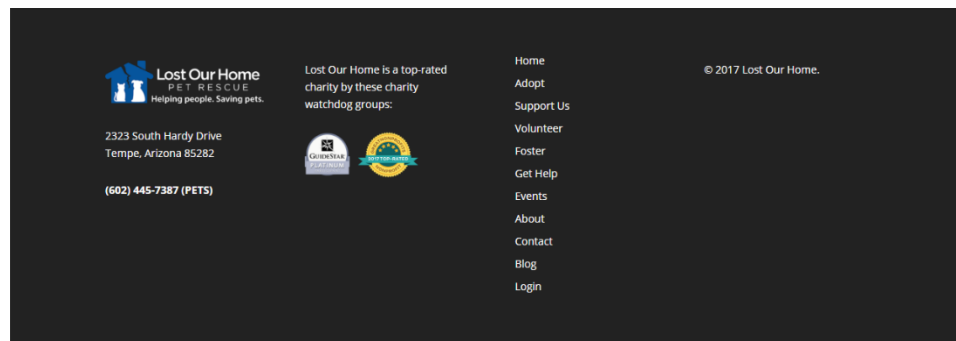 Lost Our Home
PET RESCUE
Helping people. Saving pets.
2323 South Hardy Drive
Tempe, Arizona 85282
(602) 445-7387 (PETS)
Lost Our Home is a top-rated
charity by these charity
watchdog groups:
GUIDESTAR
PLATINUM
2017 TOP-RATED
Home
Adopt
Support Us
Volunteer
Foster
Get Help
Events
About
Contact
Blog
Login
© 2017 Lost Our Home.